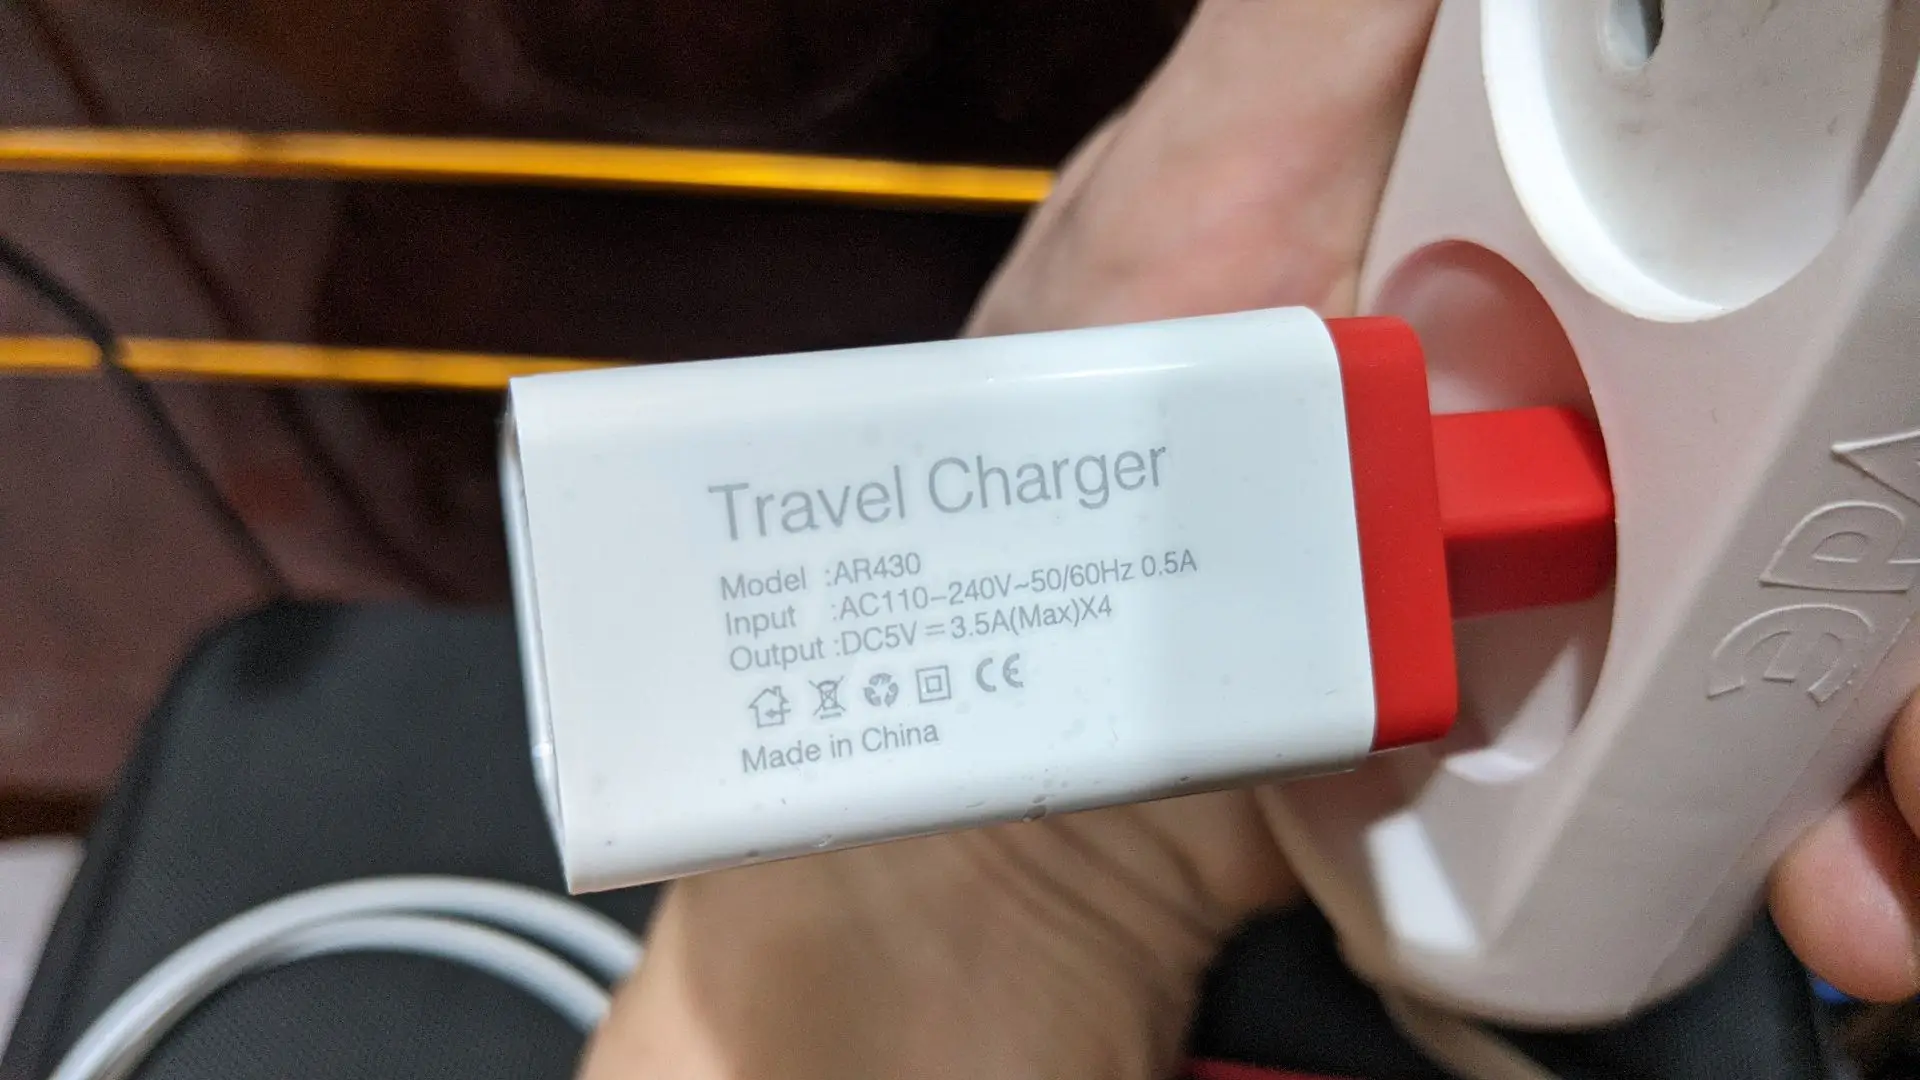 Travel Charger
Model :AR430
Input :AC110-240V~50/60Hz 0.5A
Output :DC5V⎓3.5A(Max)X4
CE
Made in China